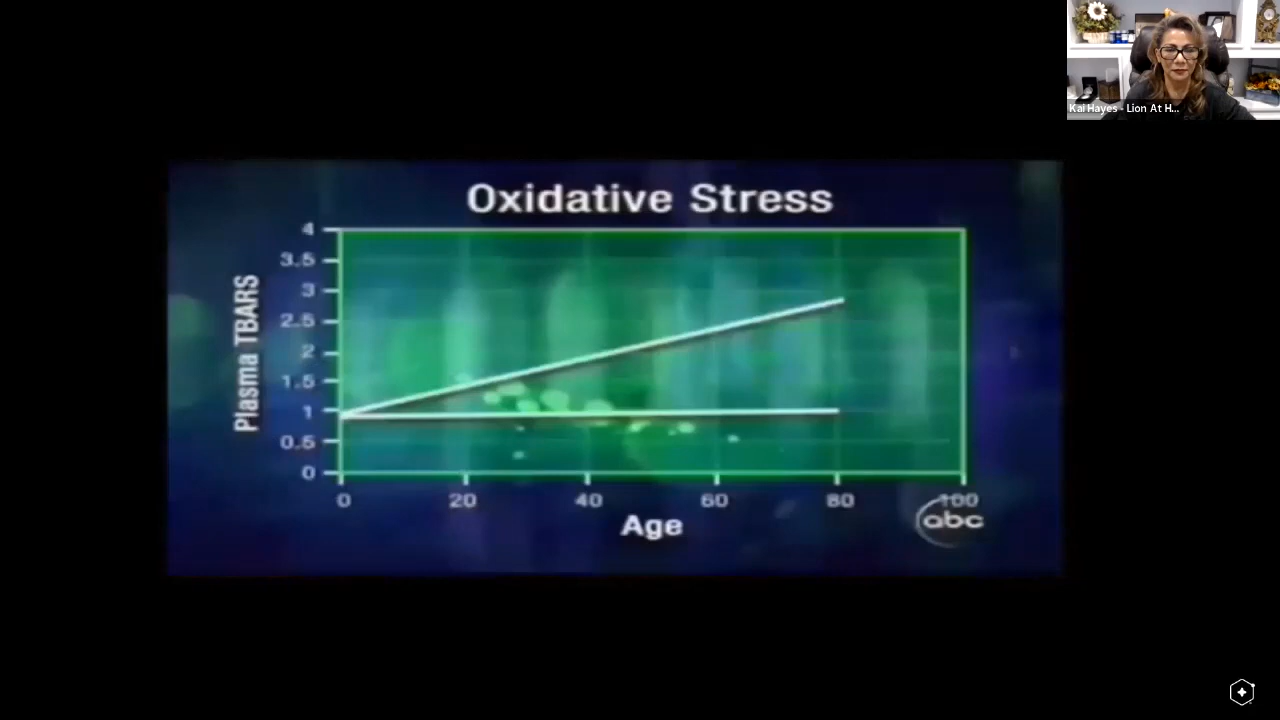 Kai Hayes - Lion At H...
Oxidative Stress
4
3.5
3
2.5
2
1.5
1
0.5
0
Plasma TBARS
0 20 40 60 80 100
Age
abc